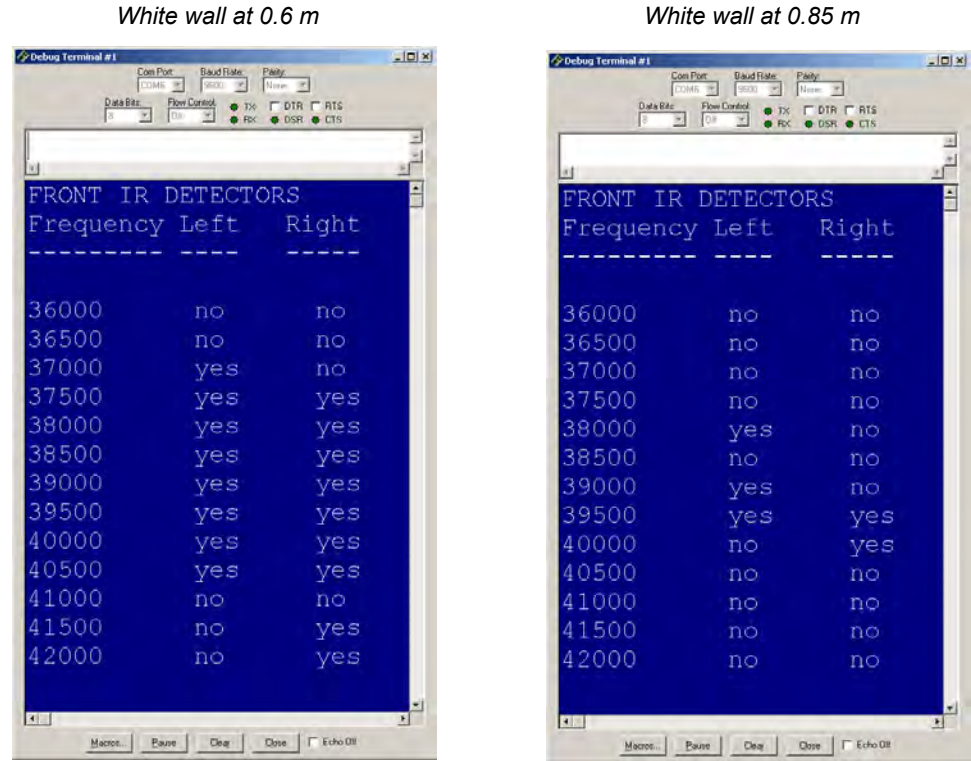 White wall at 0.6 m
Debug Terminal #1
Com Port: Baud Rate: Parity:
COM6 9600 None
Data Bits: Flow Control: TX DTR RTS
8 Off RX DSR CTS
FRONT IR DETECTORS
Frequency Left Right
--------- ---- -----
36000 no no
36500 no no
37000 yes no
37500 yes yes
38000 yes yes
38500 yes yes
39000 yes yes
39500 yes yes
40000 yes yes
40500 yes yes
41000 no no
41500 no yes
42000 no yes
Macros... Pause Clear Close Echo Off
White wall at 0.85 m
Debug Terminal #1
Com Port: Baud Rate: Parity:
COM6 9600 None
Data Bits: Flow Control: TX DTR RTS
8 Off RX DSR CTS
FRONT IR DETECTORS
Frequency Left Right
--------- ---- -----
36000 no no
36500 no no
37000 no no
37500 no no
38000 yes no
38500 no no
39000 yes no
39500 yes yes
40000 no yes
40500 no no
41000 no no
41500 no no
42000 no no
Macros... Pause Clear Close Echo Off